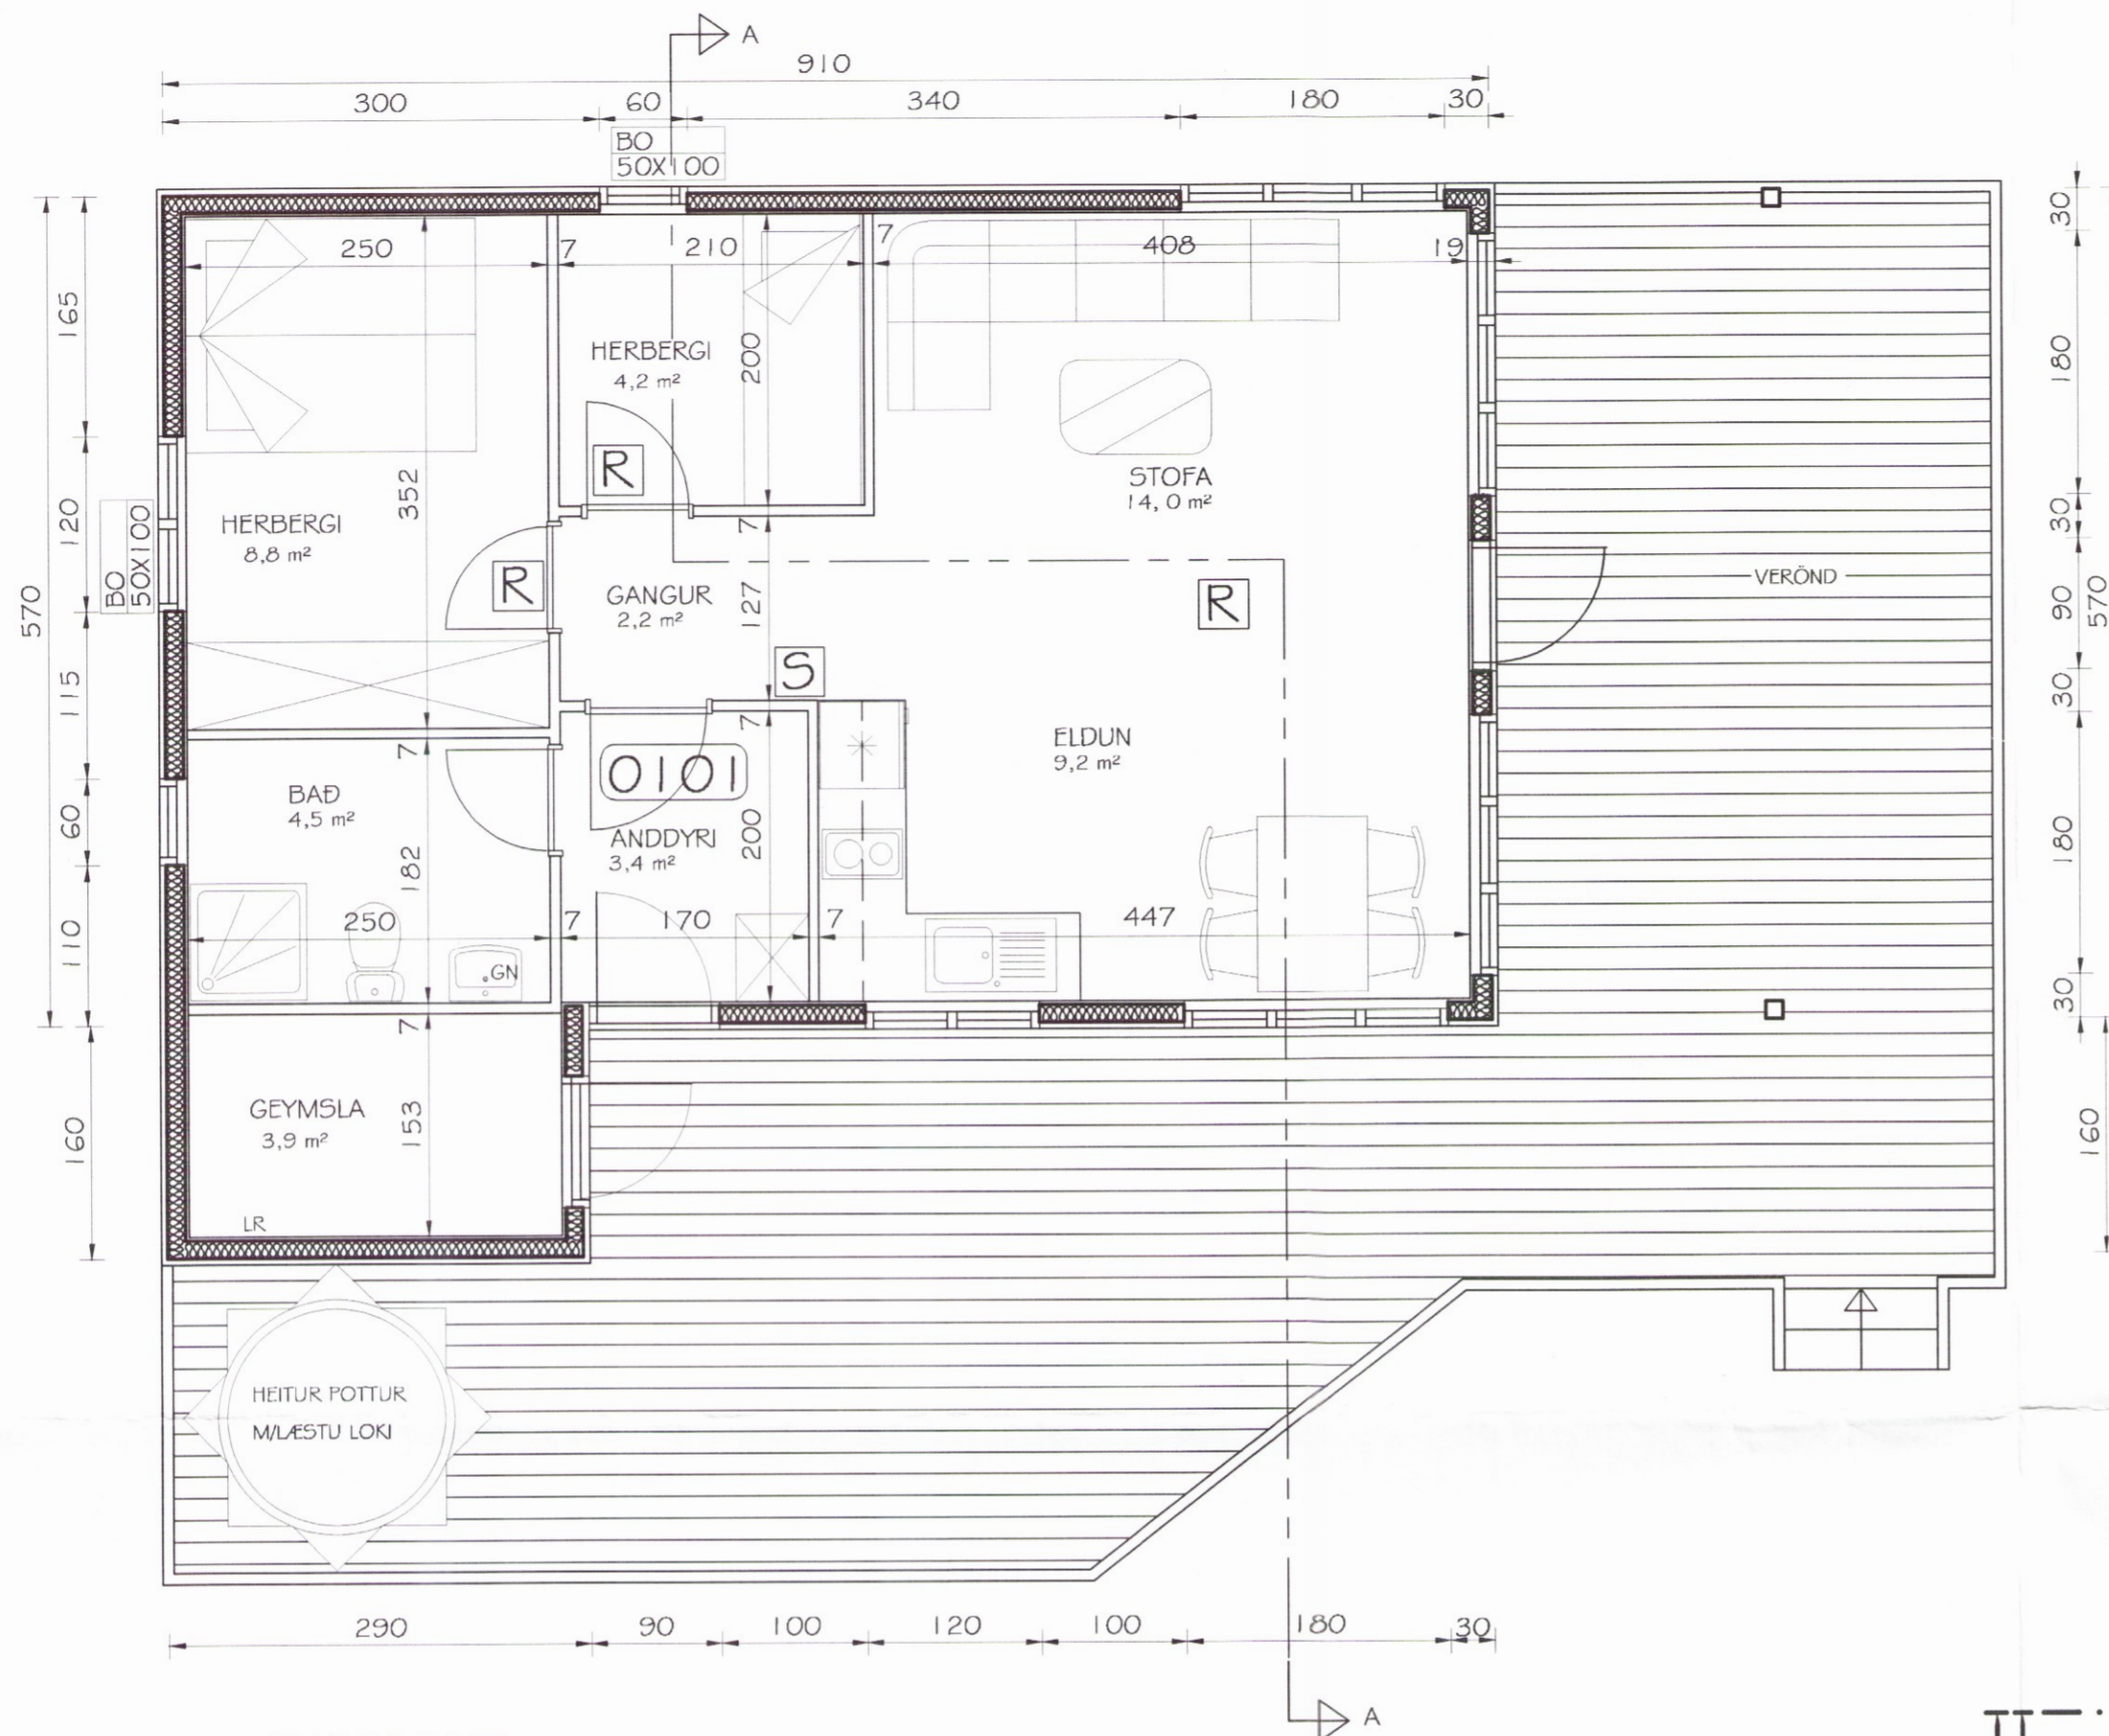 A
910
300 60 340 180 30
BO
50X100
250 7 210 7 408 19
165
120
115
60
110
570
160
BO
50X100
30
180
30
90
30
180
30
570
160
HERBERGI
4,2 m²
200
R
352
HERBERGI
8,8 m²
R
STOFA
14,0 m²
7
GANGUR
2,2 m²
127
R
VERÖND
S
7
ELDUN
9,2 m²
7
BAÐ
4,5 m²
0101
ANDDYRI
3,4 m²
200
182
250 7 170 7 447
GN
7
GEYMSLA
3,9 m²
153
LR
HEITUR POTTUR
M/LÆSTU LOKI
290 90 100 120 100 180 30
A